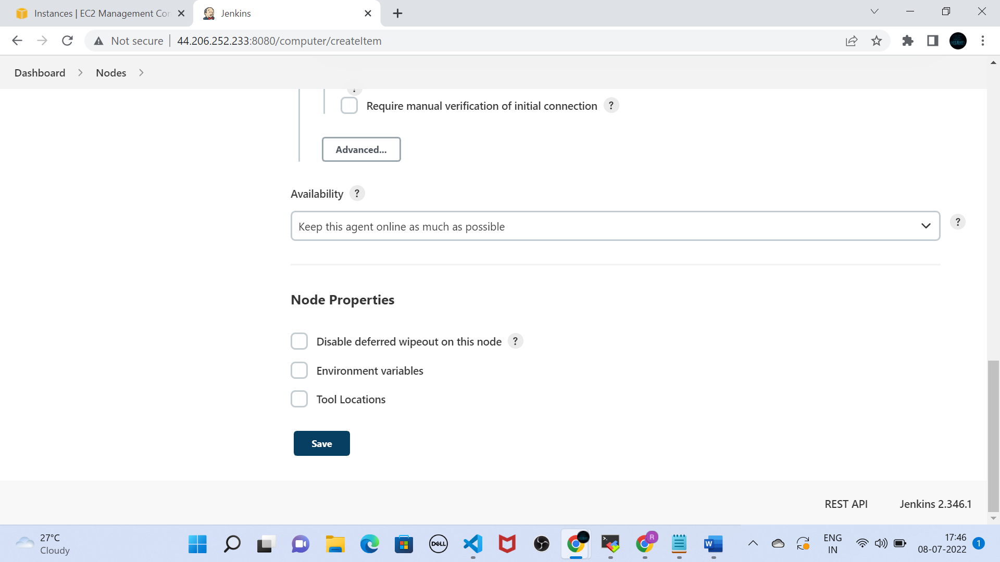 Instances | EC2 Management Con
Jenkins
Not secure
44.206.252.233:8080/computer/createItem
Dashboard
Nodes
?
Require manual verification of initial connection ?
Advanced...
Availability ?
Keep this agent online as much as possible
?
Node Properties
Disable deferred wipeout on this node ?
Environment variables
Tool Locations
Save
REST API
Jenkins 2.346.1
27°C
Cloudy
DELL
R
W
ENG
IN
17:46
08-07-2022
1